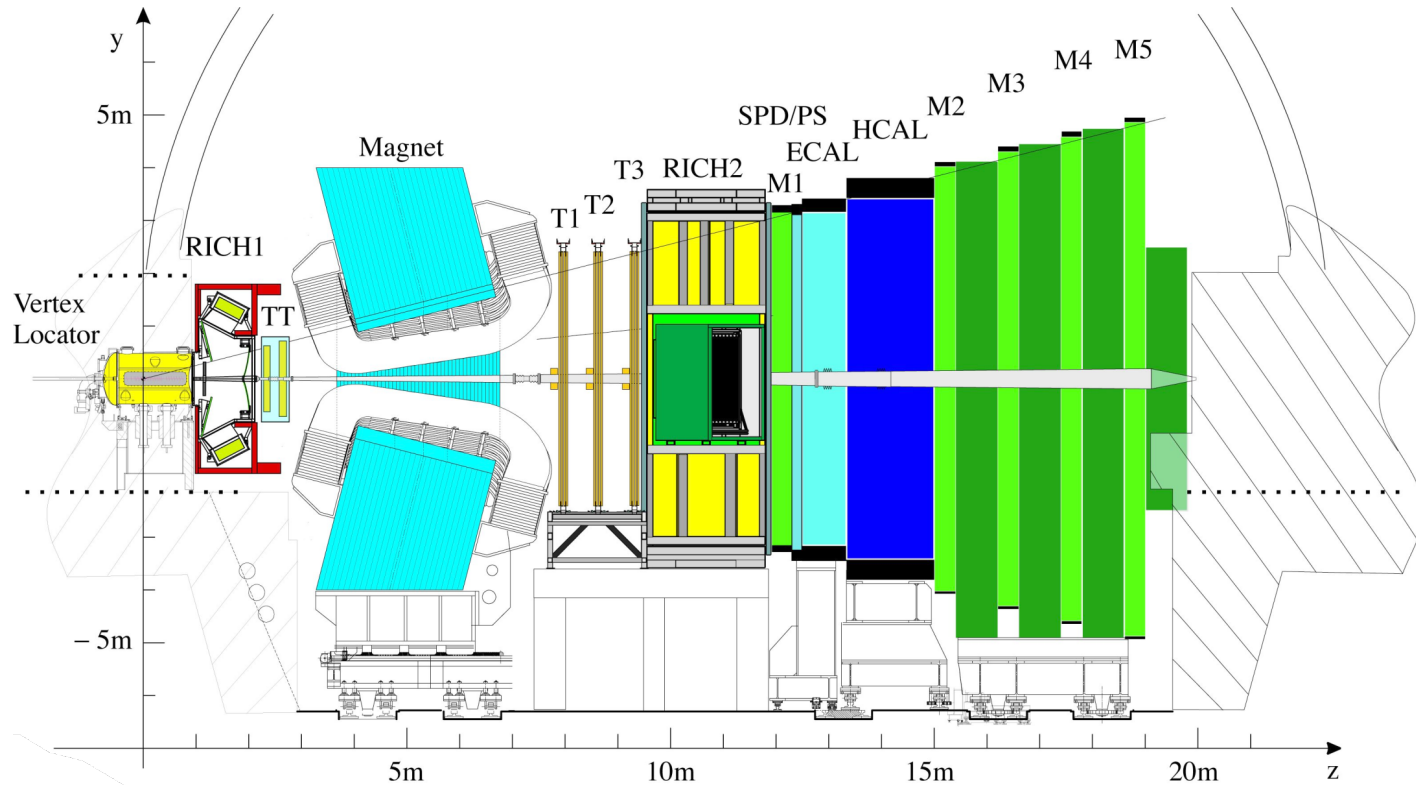 y
5m
− 5m
Vertex
Locator
RICH1
TT
Magnet
T1
T2
T3
RICH2
M1
SPD/PS
ECAL
HCAL
M2
M3
M4
M5
5m
10m
15m
20m
z